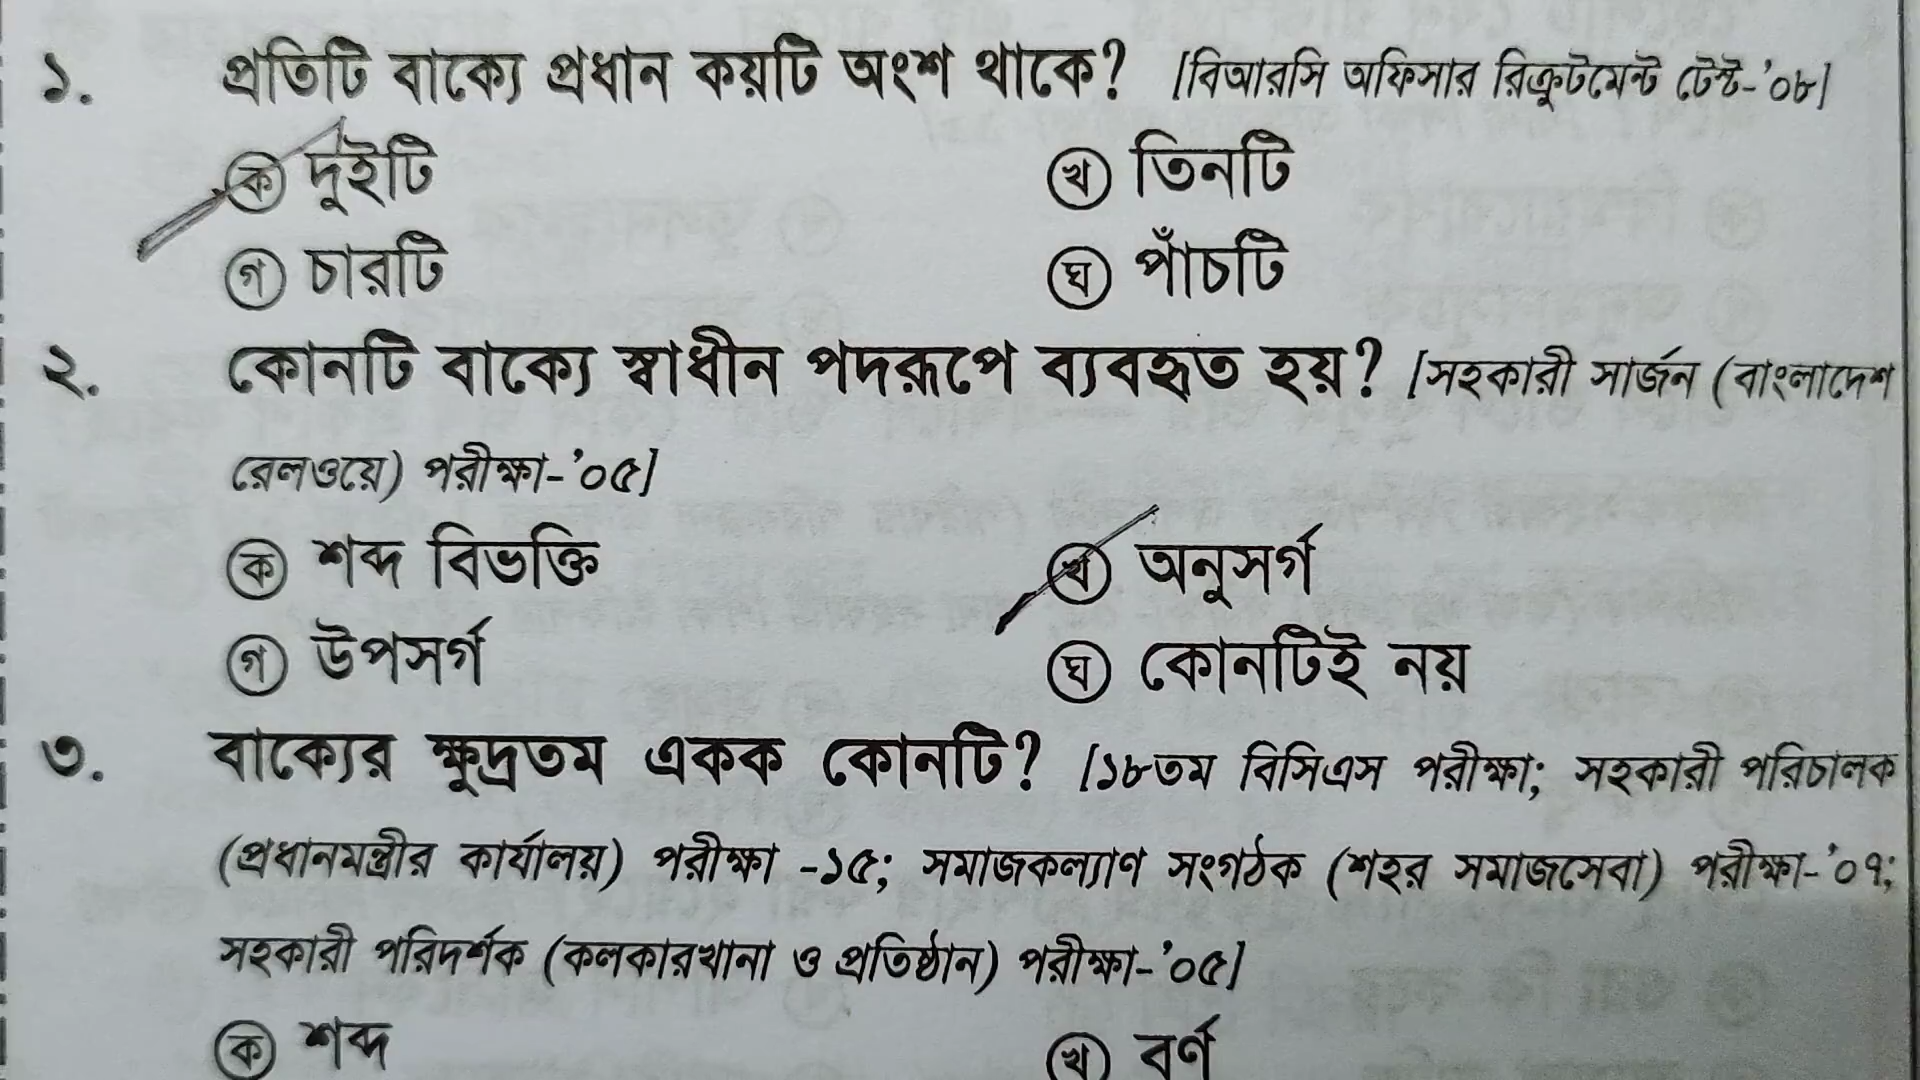 ১. প্রতিটি বাক্যে প্রধান কয়টি অংশ থাকে? [বিআরসি অফিসার রিক্রুটমেন্ট টেস্ট-'০৮]
ক দুইটি খ তিনটি
গ চারটি ঘ পাঁচটি
২. কোনটি বাক্যে স্বাধীন পদরূপে ব্যবহৃত হয়? [সহকারী সার্জন (বাংলাদেশ
রেলওয়ে) পরীক্ষা-'০৫]
ক শব্দ বিভক্তি খ অনুসর্গ
গ উপসর্গ ঘ কোনটিই নয়
৩. বাক্যের ক্ষুদ্রতম একক কোনটি? [১৮তম বিসিএস পরীক্ষা; সহকারী পরিচালক
(প্রধানমন্ত্রীর কার্যালয়) পরীক্ষা -১৫; সমাজকল্যাণ সংগঠক (শহর সমাজসেবা) পরীক্ষা-'০৭;
সহকারী পরিদর্শক (কলকারখানা ও প্রতিষ্ঠান) পরীক্ষা-'০৫]
ক শব্দ খ বর্ণ